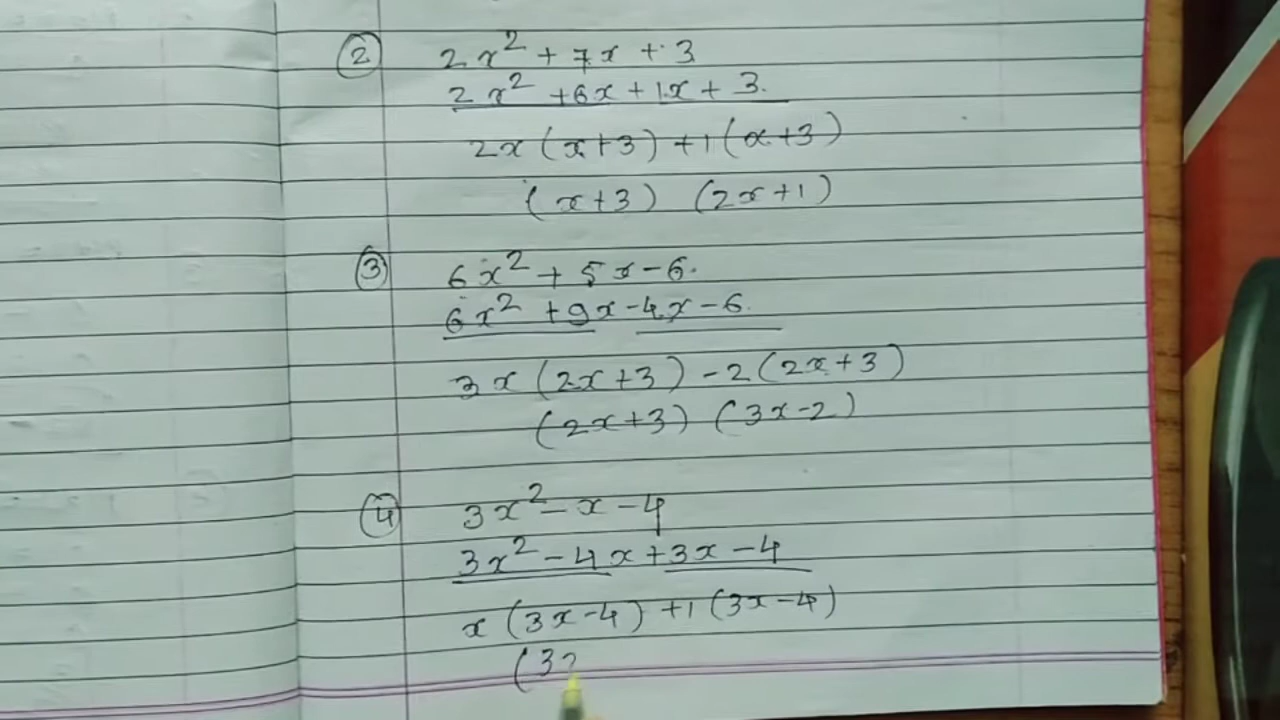 ② 2x² + 7x + 3
2x² + 6x + 1x + 3.
2x (x+3) +1 (x+3)
(x+3) (2x+1)
③ 6x² + 5x - 6.
6x² + 9x - 4x - 6.
3x (2x+3) - 2 (2x+3)
(2x+3) (3x-2)
④ 3x² - x - 4
3x² - 4x + 3x - 4
x (3x-4) +1 (3x-4)
(3